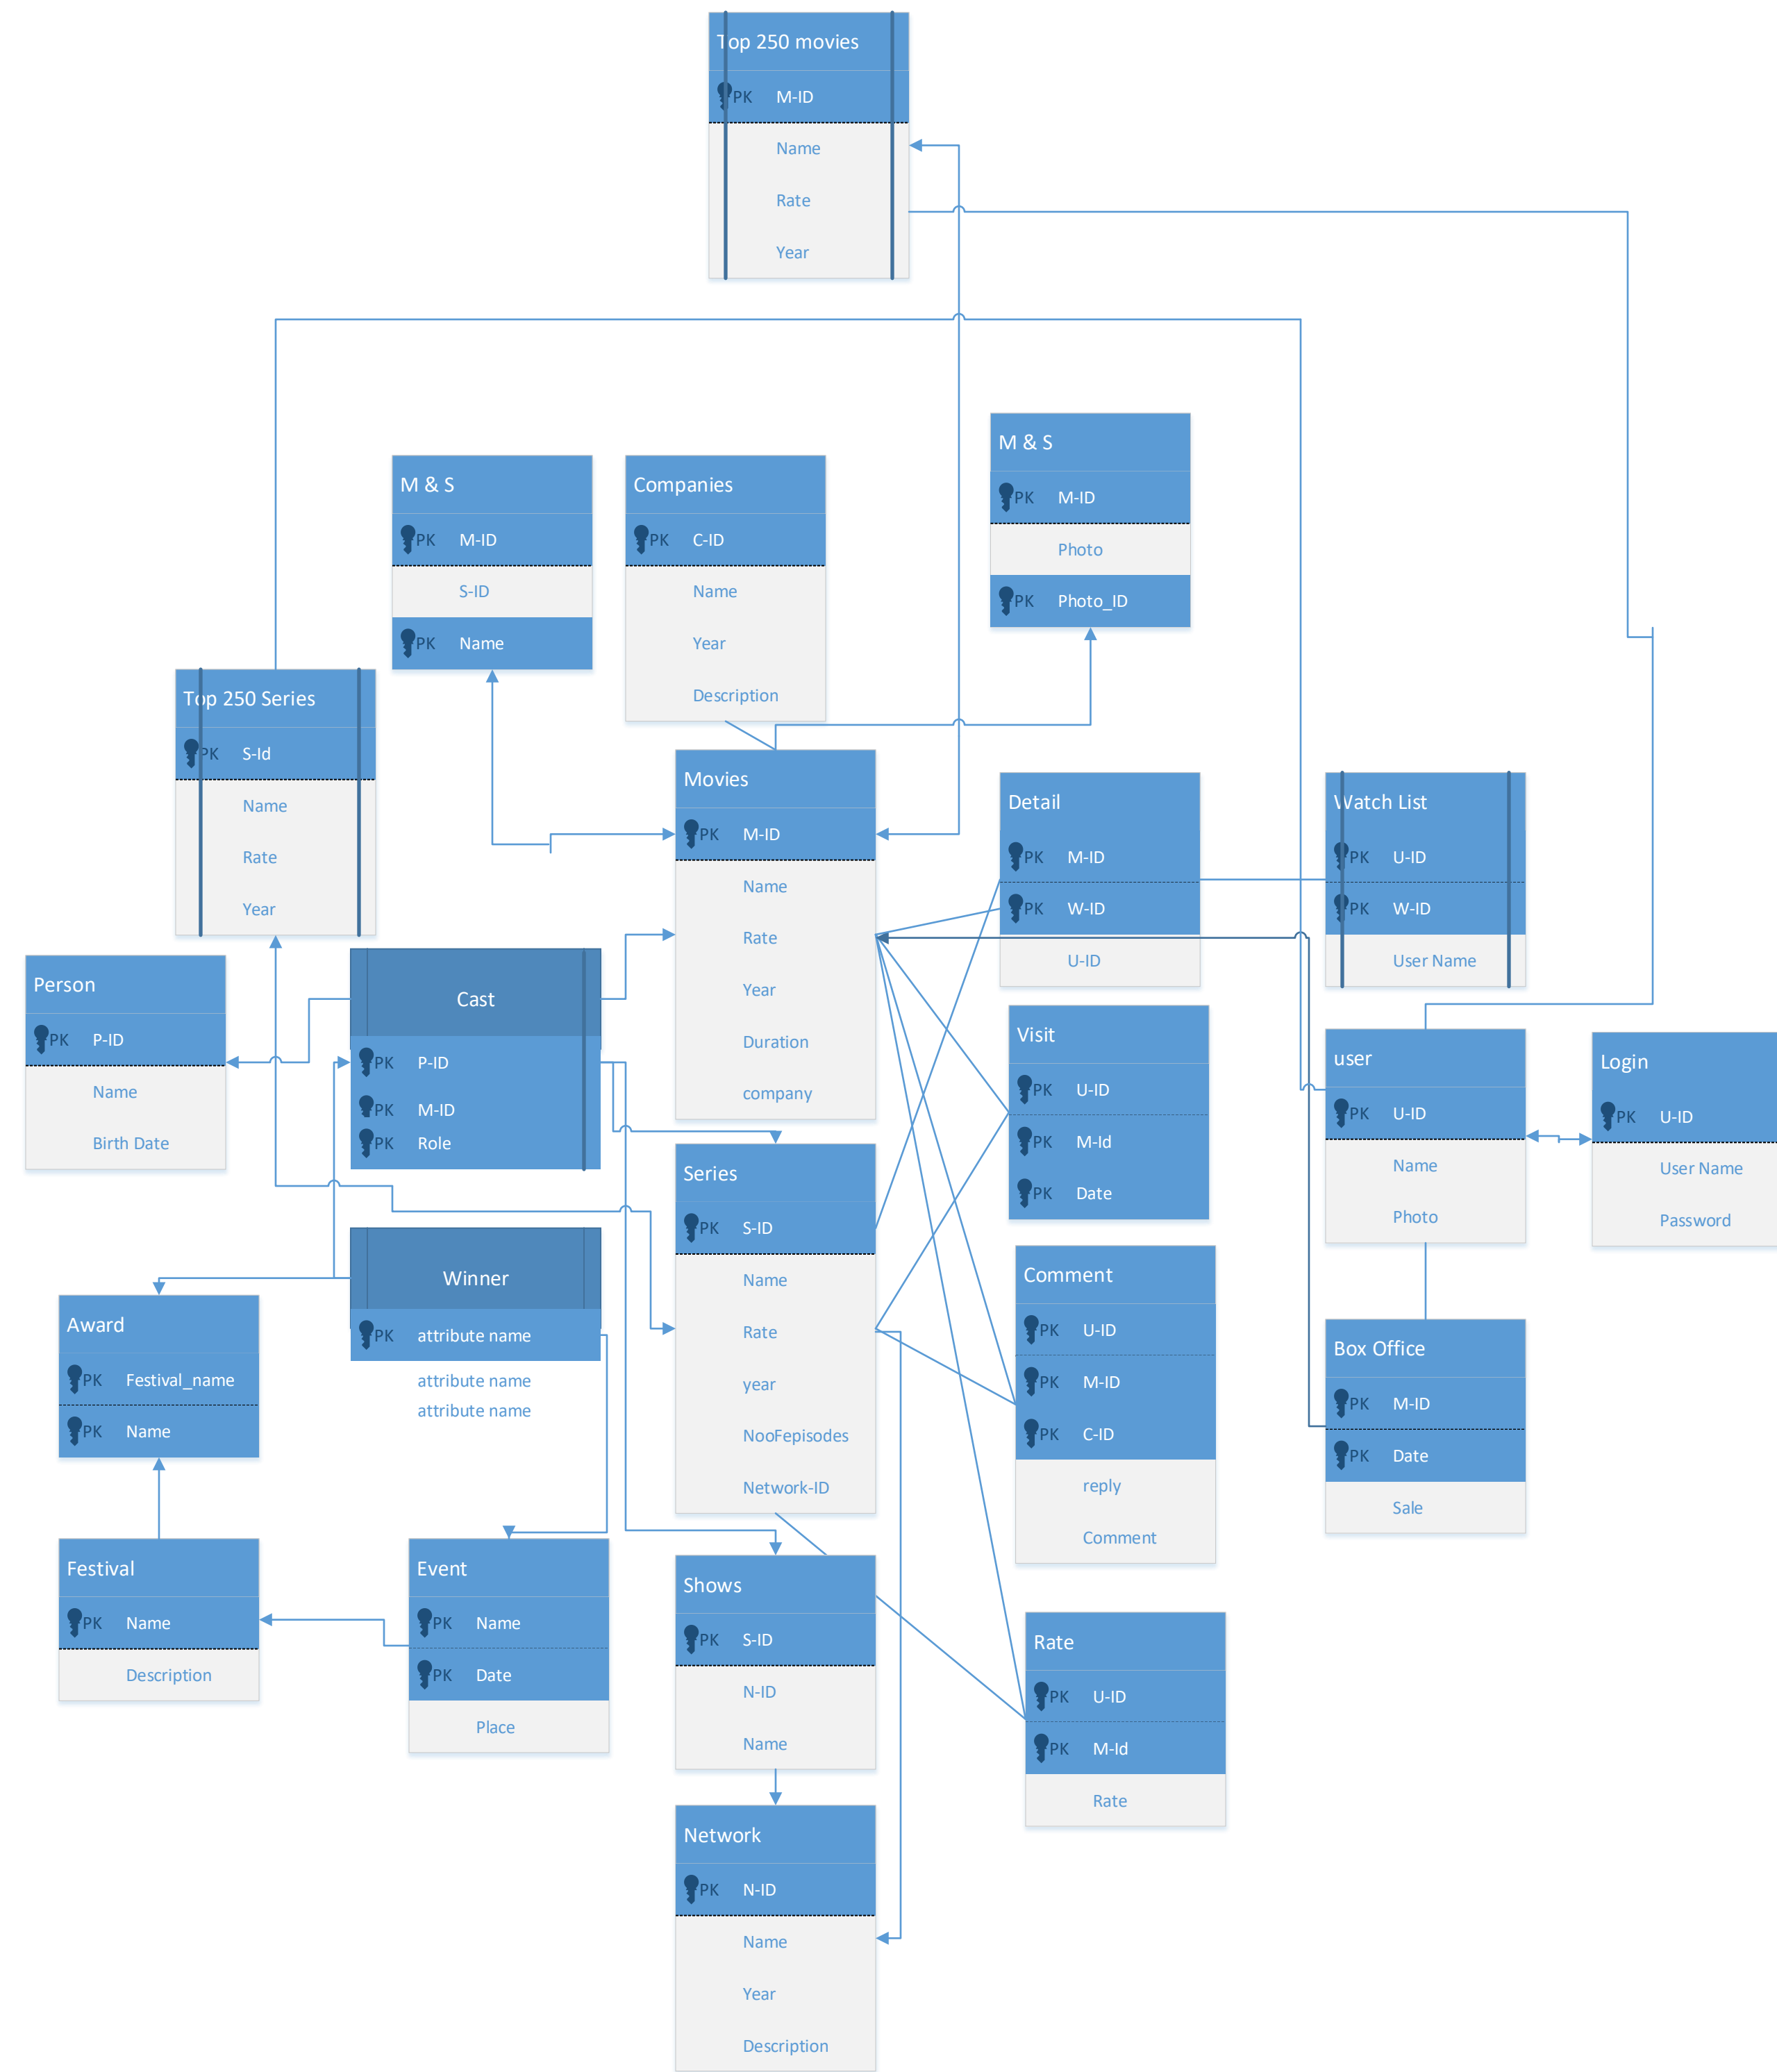 Top 250 movies
PK M-ID
Name
Rate
Year
M & S
PK M-ID
Photo
PK Photo_ID
M & S
PK M-ID
S-ID
PK Name
Companies
PK C-ID
Name
Year
Description
Top 250 Series
PK S-Id
Name
Rate
Year
Movies
PK M-ID
Name
Rate
Year
Duration
company
Detail
PK M-ID
PK W-ID
U-ID
Watch List
PK U-ID
PK W-ID
User Name
Person
PK P-ID
Name
Birth Date
Cast
PK P-ID
PK M-ID
PK Role
Visit
PK U-ID
PK M-Id
PK Date
user
PK U-ID
Name
Photo
Login
PK U-ID
User Name
Password
Series
PK S-ID
Name
Rate
year
NooFepisodes
Network-ID
Winner
PK attribute name
attribute name
attribute name
Comment
PK U-ID
PK M-ID
PK C-ID
reply
Comment
Award
PK Festival_name
PK Name
Box Office
PK M-ID
PK Date
Sale
Festival
PK Name
Description
Event
PK Name
PK Date
Place
Shows
PK S-ID
N-ID
Name
Rate
PK U-ID
PK M-Id
Rate
Network
PK N-ID
Name
Year
Description